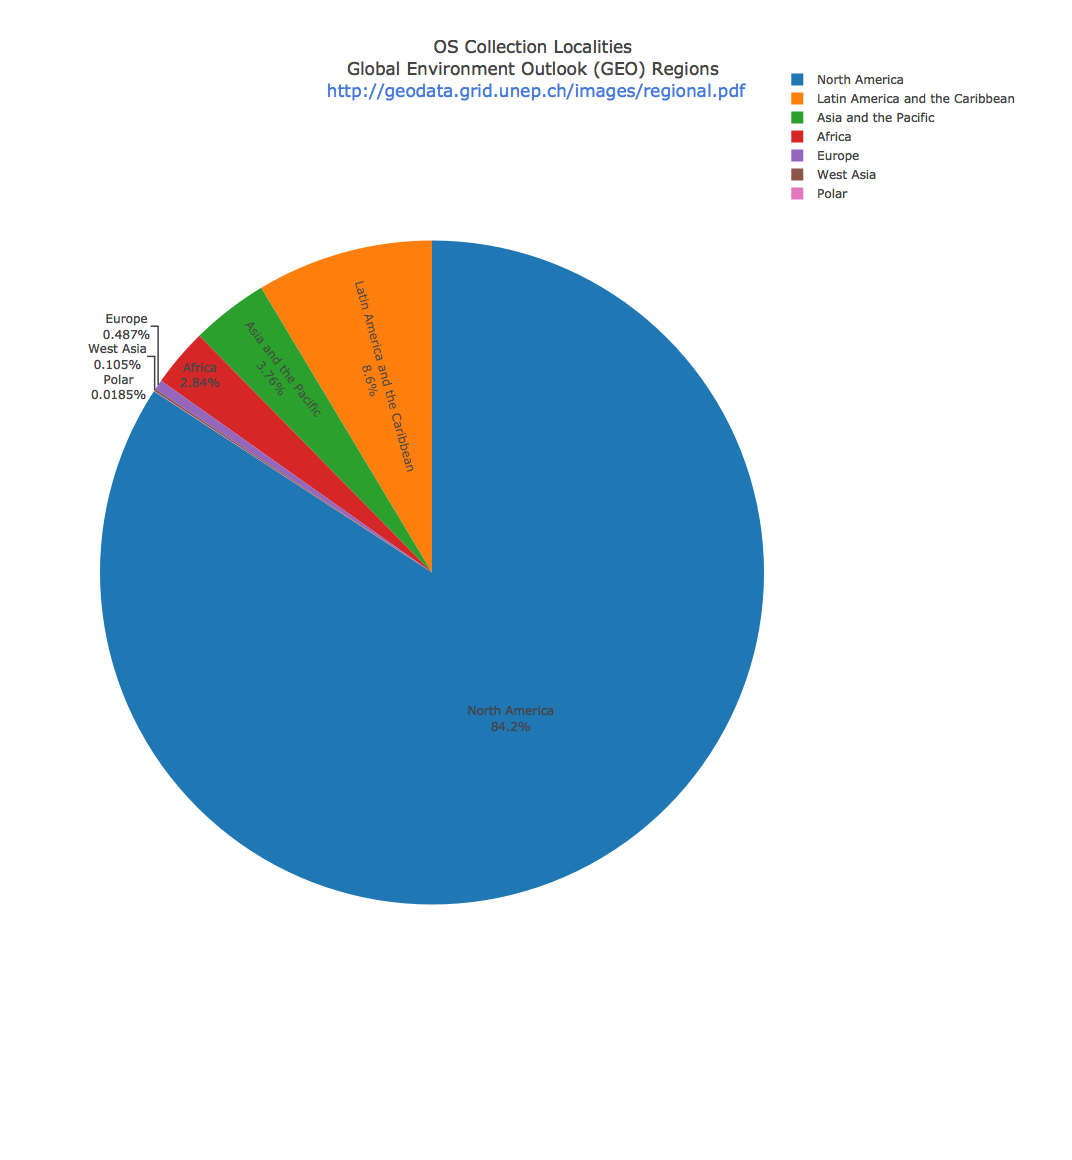 OS Collection Localities
Global Environment Outlook (GEO) Regions
http://geodata.grid.unep.ch/images/regional.pdf
North America
Latin America and the Caribbean
Asia and the Pacific
Africa
Europe
West Asia
Polar
Latin America and the Caribbean
8.6%
Asia and the Pacific
3.76%
Africa
2.84%
Europe
0.487%
West Asia
0.105%
Polar
0.0185%
North America
84.2%